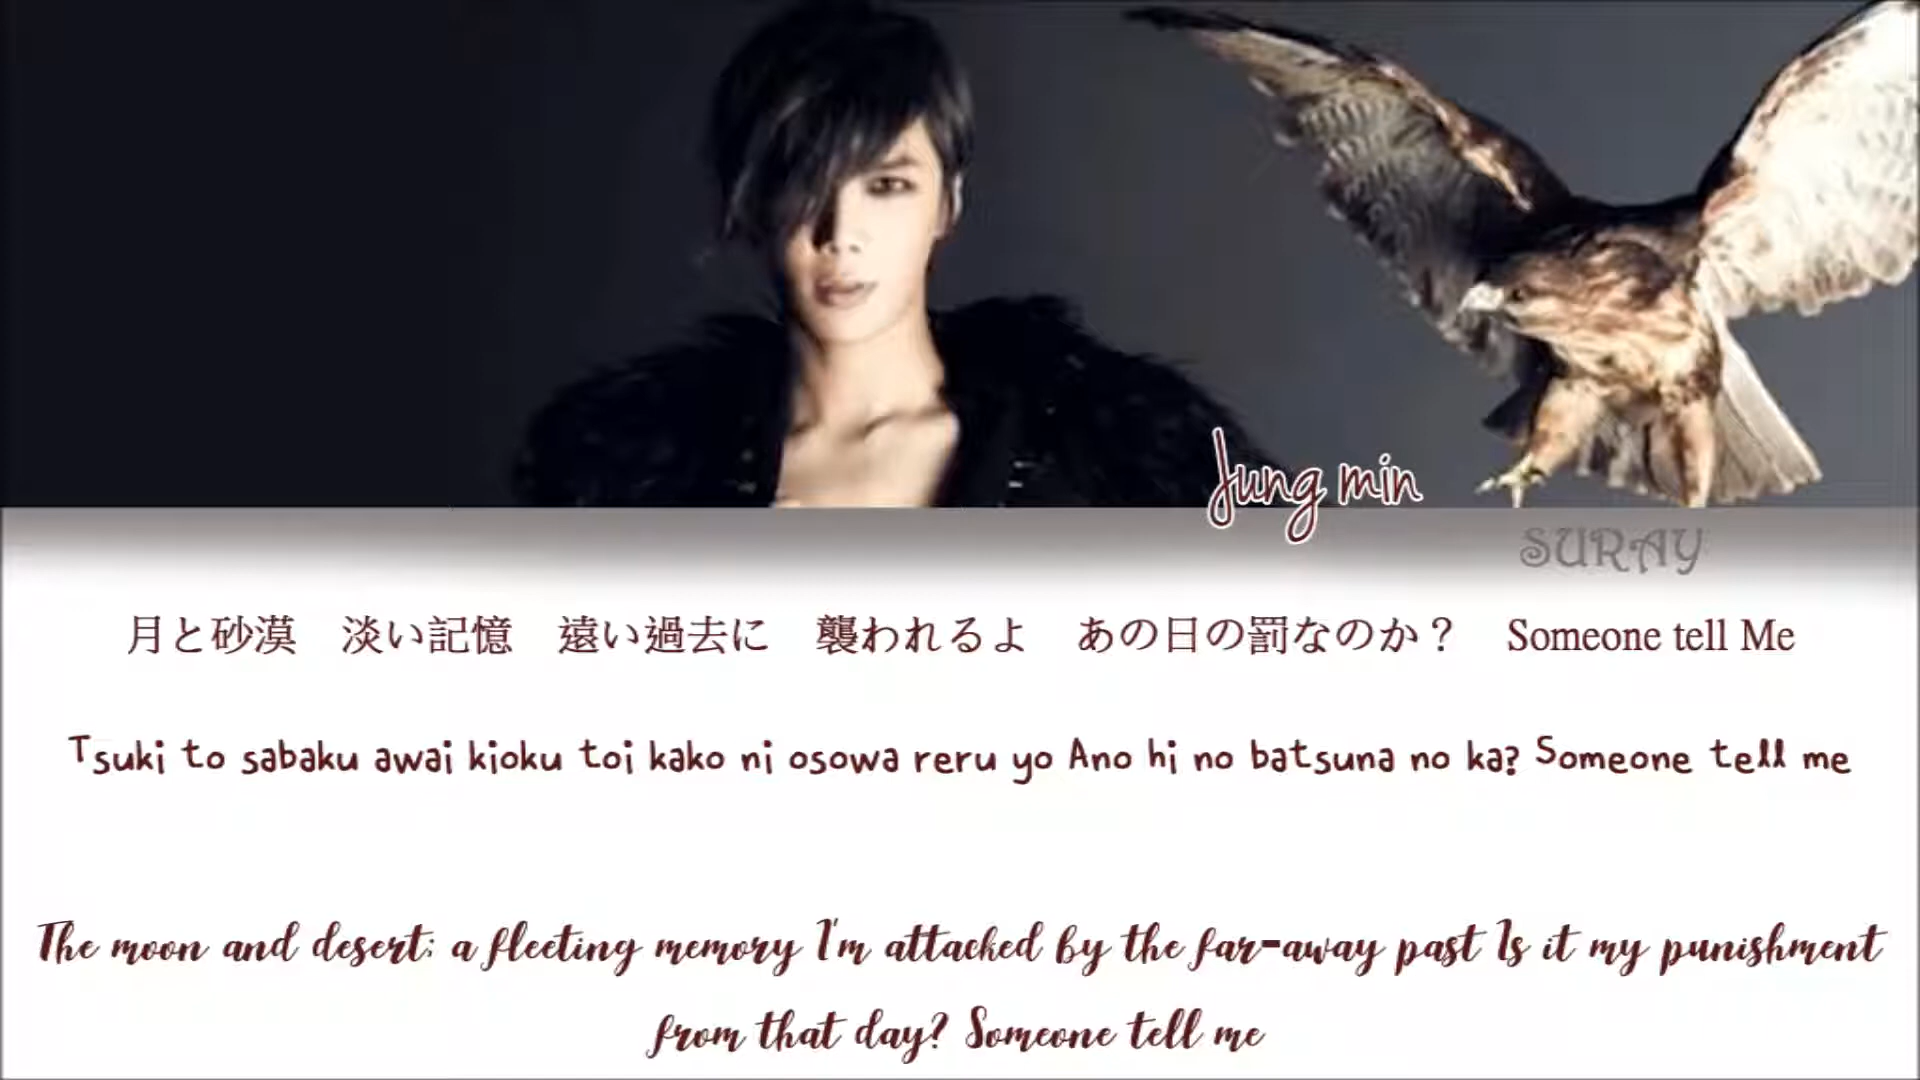 Jung min
SURAY
月と砂漠　淡い記憶　遠い過去に　襲われるよ　あの日の罰なのか？　Someone tell Me
Tsuki to sabaku awai kioku toi kako ni osowa reru yo Ano hi no batsuna no ka? Someone tell me
The moon and desert; a fleeting memory I'm attacked by the far-away past Is it my punishment
from that day? Someone tell me